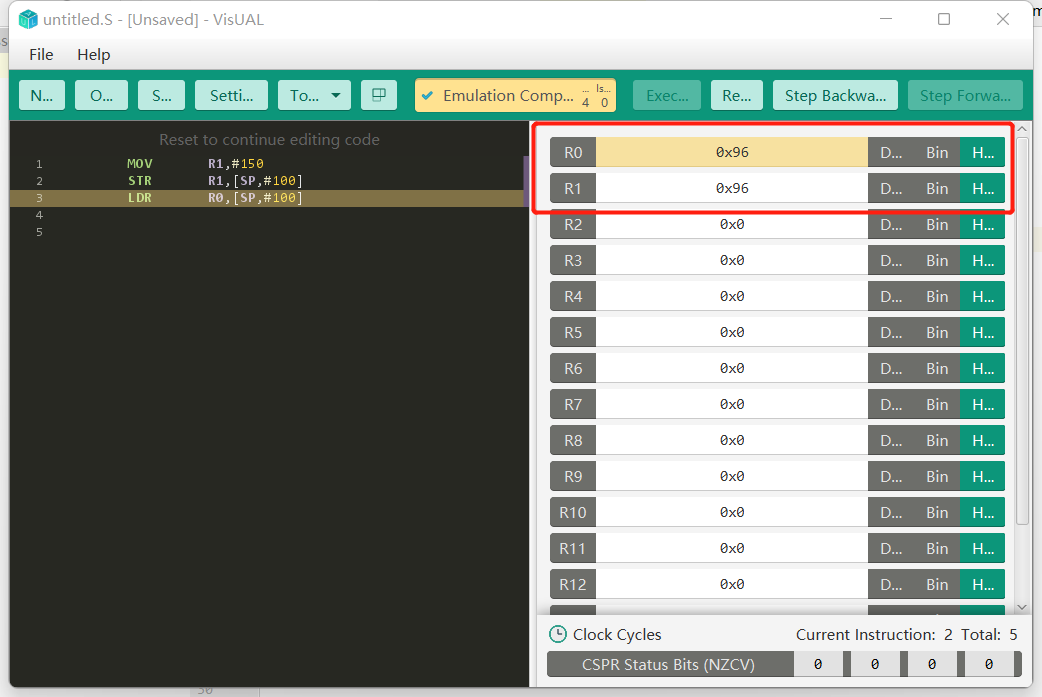 untitled.S - [Unsaved] - VisUAL
File Help
N... O... S... Setti... To... Emulation Comp... ... 4 Is... 0 Exec... Re... Step Backwa... Step Forwa...
Reset to continue editing code
1 MOV R1,#150
2 STR R1,[SP,#100]
3 LDR R0,[SP,#100]
4
5
R0 0x96 D... Bin H...
R1 0x96 D... Bin H...
R2 0x0 D... Bin H...
R3 0x0 D... Bin H...
R4 0x0 D... Bin H...
R5 0x0 D... Bin H...
R6 0x0 D... Bin H...
R7 0x0 D... Bin H...
R8 0x0 D... Bin H...
R9 0x0 D... Bin H...
R10 0x0 D... Bin H...
R11 0x0 D... Bin H...
R12 0x0 D... Bin H...
Clock Cycles Current Instruction: 2 Total: 5
CSPR Status Bits (NZCV) 0 0 0 0